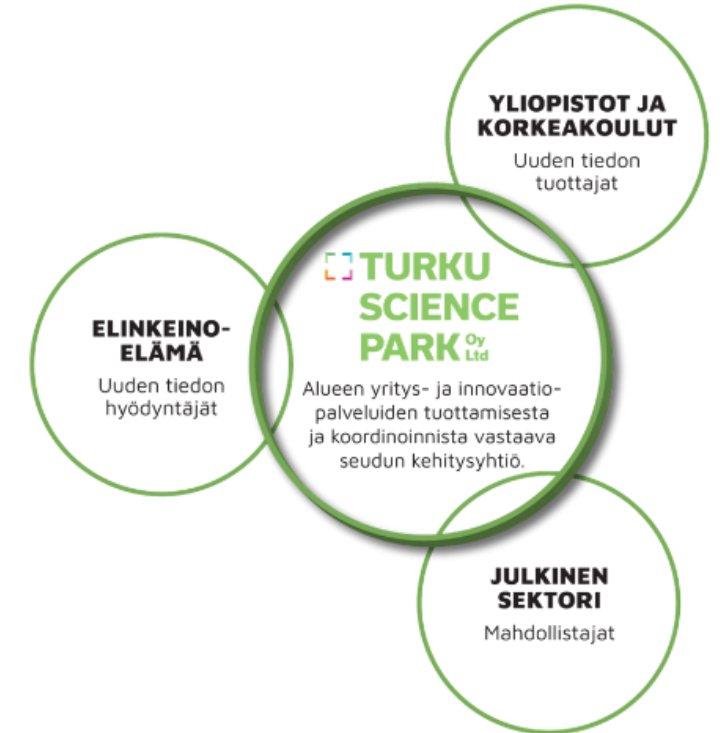 YLIOPISTOT JA
KORKEAKOULUT
Uuden tiedon
tuottajat
TURKU
SCIENCE
PARK Oy Ltd
Alueen yritys- ja innovaatio-
palveluiden tuottamisesta
ja koordinoinnista vastaava
seudun kehitysyhtiö.
ELINKEINO-
ELÄMÄ
Uuden tiedon
hyödyntäjät
JULKINEN
SEKTORI
Mahdollistajat